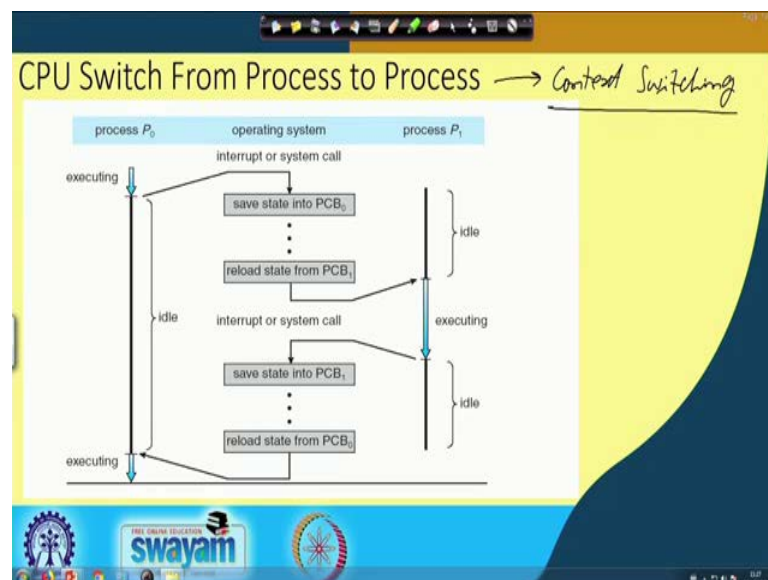 CPU Switch From Process to Process → Context Switching
process P₀ operating system process P₁
interrupt or system call
executing
save state into PCB₀
idle
reload state from PCB₁
idle
interrupt or system call
executing
save state into PCB₁
idle
reload state from PCB₀
executing
FREE ONLINE EDUCATION
swayam